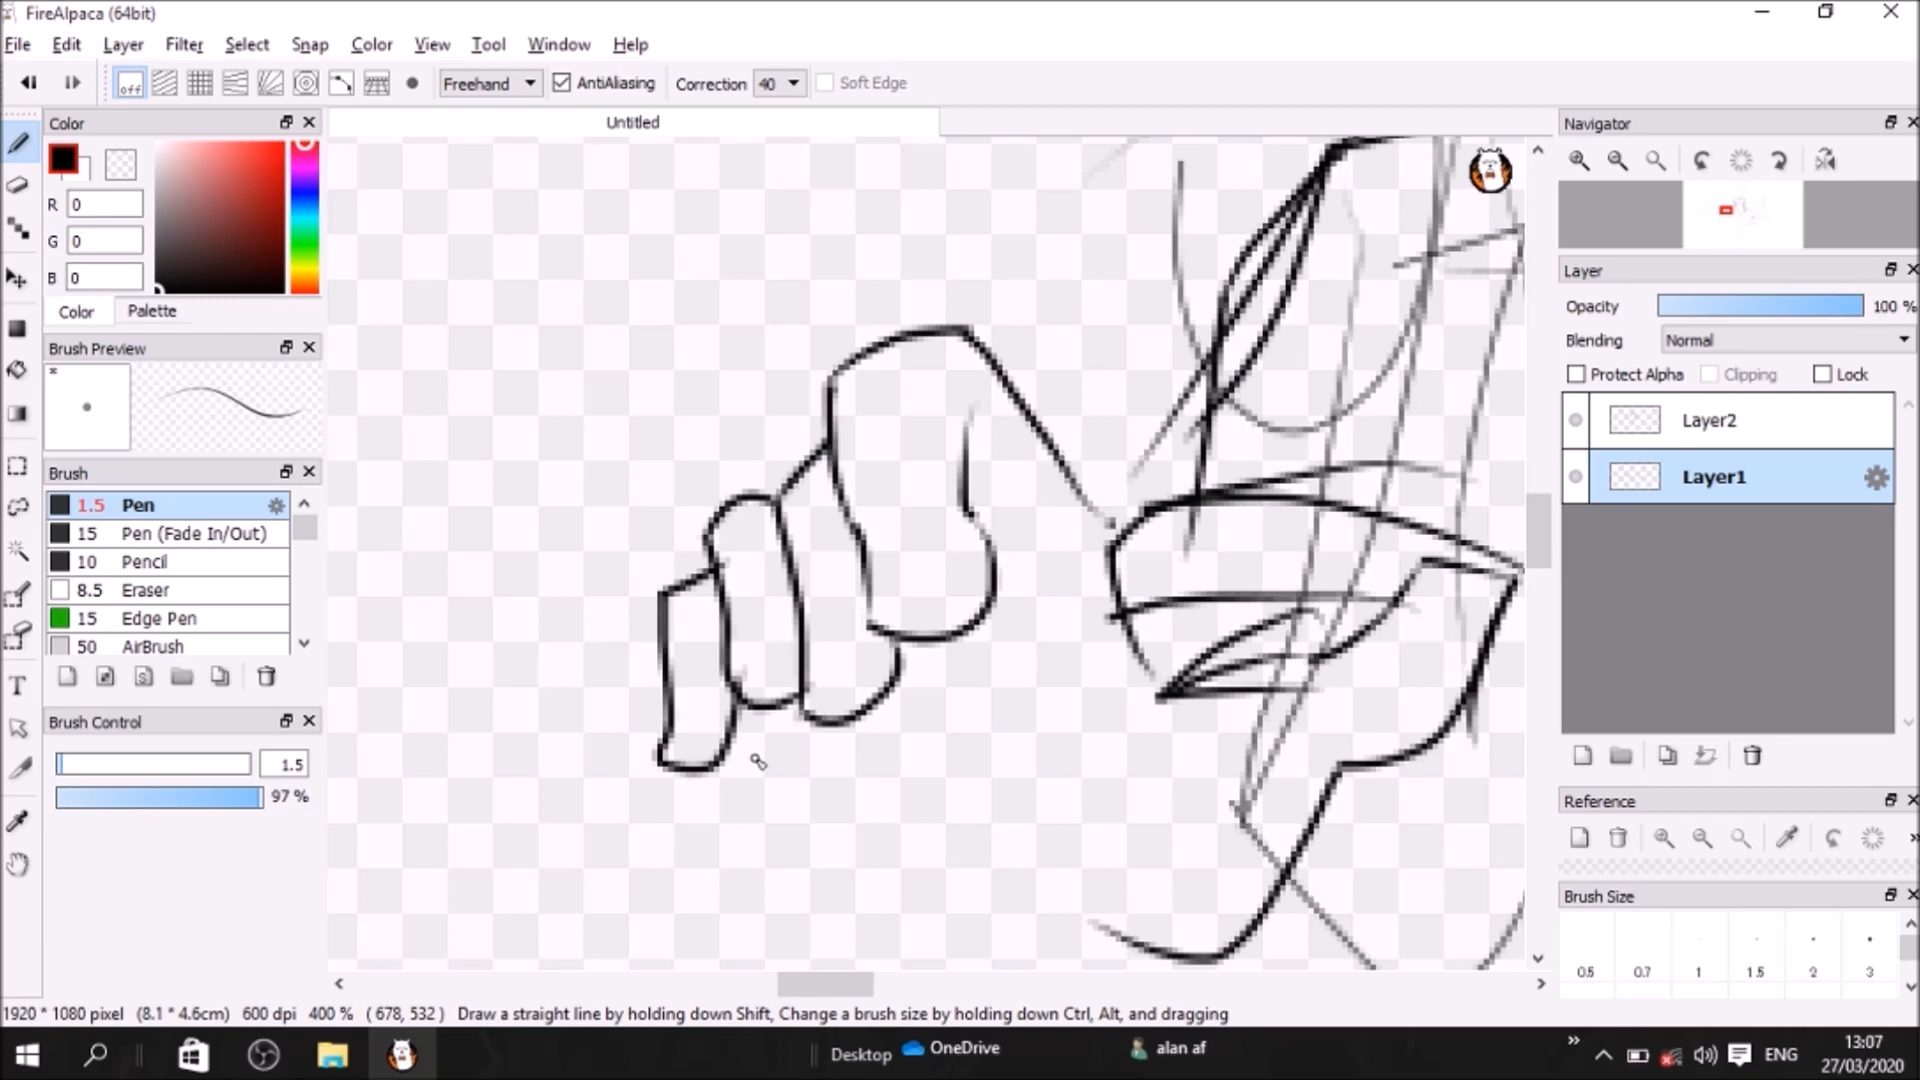 FireAlpaca (64bit)
File Edit Layer Filter Select Snap Color View Tool Window Help
off Freehand AntiAliasing Correction 40 Soft Edge
Color
R 0
G 0
B 0
Color Palette
Brush Preview
Brush
1.5 Pen
15 Pen (Fade In/Out)
10 Pencil
8.5 Eraser
15 Edge Pen
50 AirBrush
Brush Control
1.5
97 %
Untitled
Navigator
Layer
Opacity 100 %
Blending Normal
Protect Alpha Clipping Lock
Layer2
Layer1
Reference
Brush Size
0.5 0.7 1 1.5 2 3
1920 * 1080 pixel (8.1 * 4.6cm) 600 dpi 400 % ( 678, 532 ) Draw a straight line by holding down Shift, Change a brush size by holding down Ctrl, Alt, and dragging
Desktop OneDrive alan af
ENG
13:07
27/03/2020